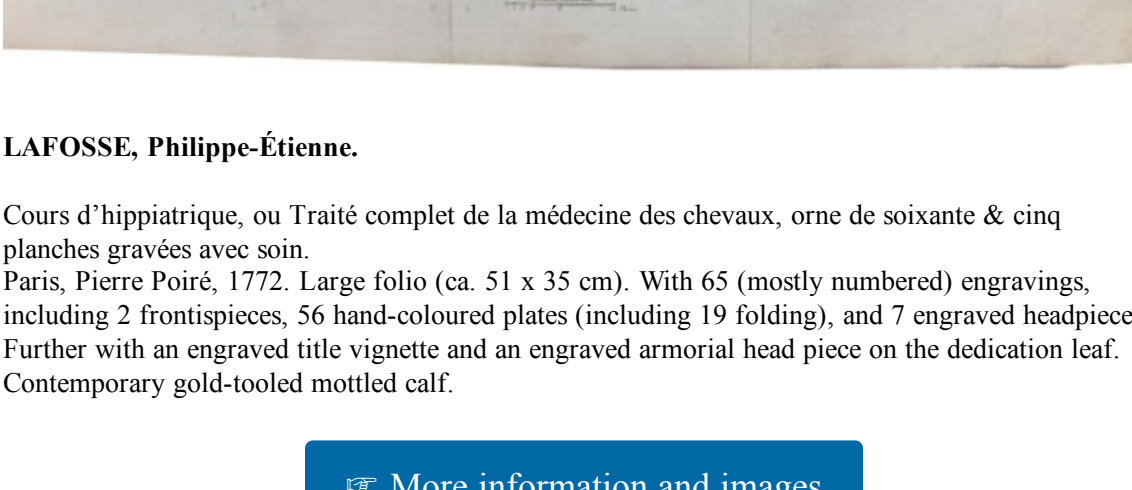 LAFOSSE, Philippe-Étienne.
Cours d’hippiatrique, ou Traité complet de la médecine des chevaux, orne de soixante & cinq
planches gravées avec soin.
Paris, Pierre Poiré, 1772. Large folio (ca. 51 x 35 cm). With 65 (mostly numbered) engravings,
including 2 frontispieces, 56 hand-coloured plates (including 19 folding), and 7 engraved headpiece
Further with an engraved title vignette and an engraved armorial head piece on the dedication leaf.
Contemporary gold-tooled mottled calf.
☞ More information and images